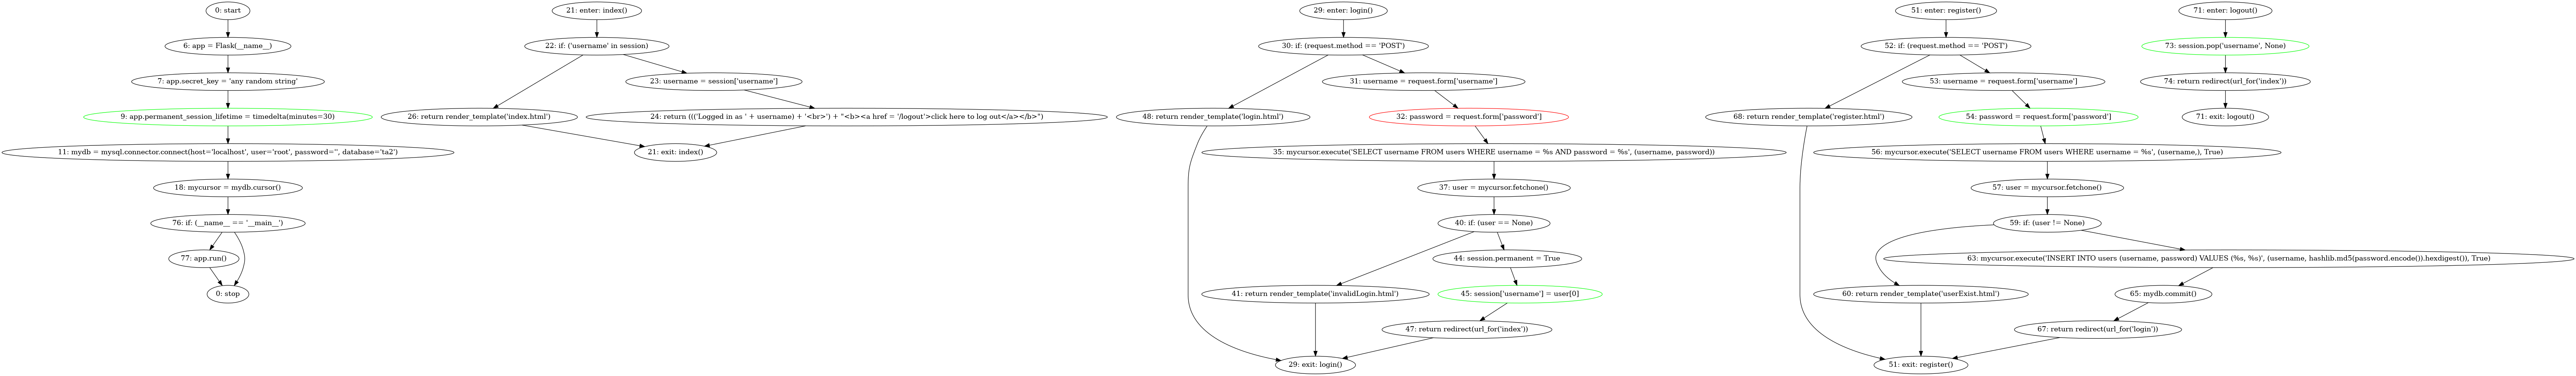 0: start
6: app = Flask(__name__)
7: app.secret_key = 'any random string'
9: app.permanent_session_lifetime = timedelta(minutes=30)
11: mydb = mysql.connector.connect(host='localhost', user='root', password='', database='ta2')
18: mycursor = mydb.cursor()
76: if: (__name__ == '__main__')
77: app.run()
0: stop
21: enter: index()
22: if: ('username' in session)
23: username = session['username']
26: return render_template('index.html')
24: return ((('Logged in as ' + username) + '<br>') + "<b><a href = '/logout'>click here to log out</a></b>")
21: exit: index()
29: enter: login()
30: if: (request.method == 'POST')
31: username = request.form['username']
48: return render_template('login.html')
32: password = request.form['password']
35: mycursor.execute('SELECT username FROM users WHERE username = %s AND password = %s', (username, password))
37: user = mycursor.fetchone()
40: if: (user == None)
44: session.permanent = True
41: return render_template('invalidLogin.html')
45: session['username'] = user[0]
47: return redirect(url_for('index'))
29: exit: login()
51: enter: register()
52: if: (request.method == 'POST')
53: username = request.form['username']
68: return render_template('register.html')
54: password = request.form['password']
56: mycursor.execute('SELECT username FROM users WHERE username = %s', (username,), True)
57: user = mycursor.fetchone()
59: if: (user != None)
63: mycursor.execute('INSERT INTO users (username, password) VALUES (%s, %s)', (username, hashlib.md5(password.encode()).hexdigest()), True)
60: return render_template('userExist.html')
65: mydb.commit()
67: return redirect(url_for('login'))
51: exit: register()
71: enter: logout()
73: session.pop('username', None)
74: return redirect(url_for('index'))
71: exit: logout()